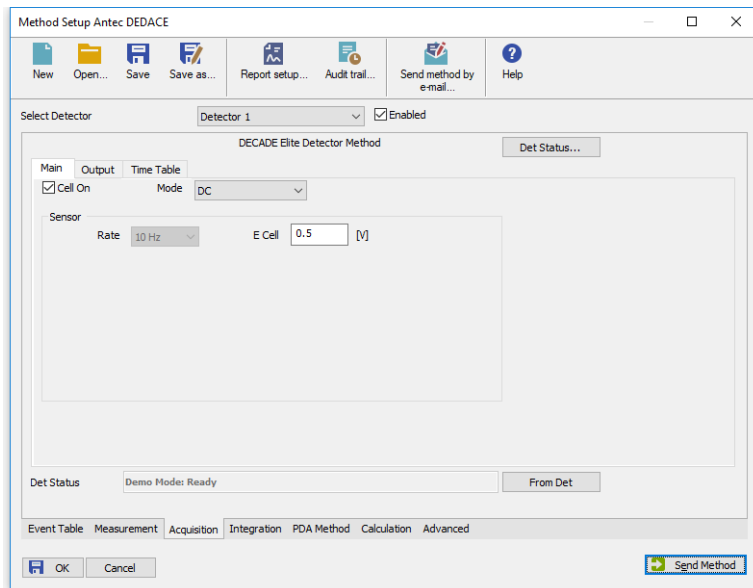 Method Setup Antec DEDACE
New Open... Save Save as... Report setup... Audit trail... Send method by e-mail... Help
Select Detector Detector 1 Enabled
DECADE Elite Detector Method Det Status...
Main Output Time Table
Cell On Mode DC
Sensor
Rate 10 Hz E Cell 0.5 [V]
Det Status Demo Mode: Ready From Det
Event Table Measurement Acquisition Integration PDA Method Calculation Advanced
OK Cancel Send Method